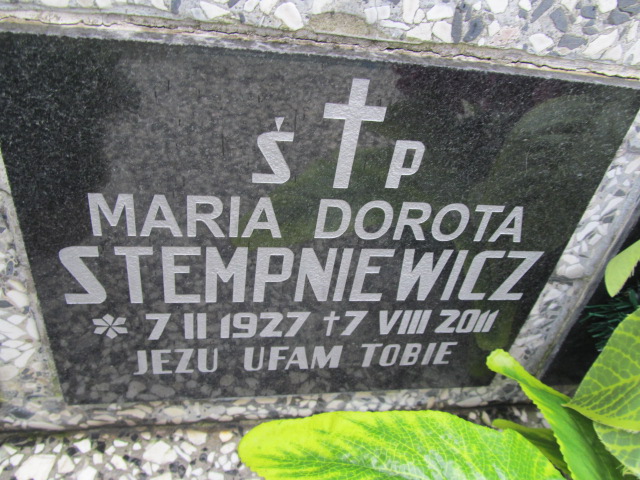 Ś † P
MARIA DOROTA
STEMPNIEWICZ
* 7 II 1927 † 7 VIII 2011
JEZU UFAM TOBIE